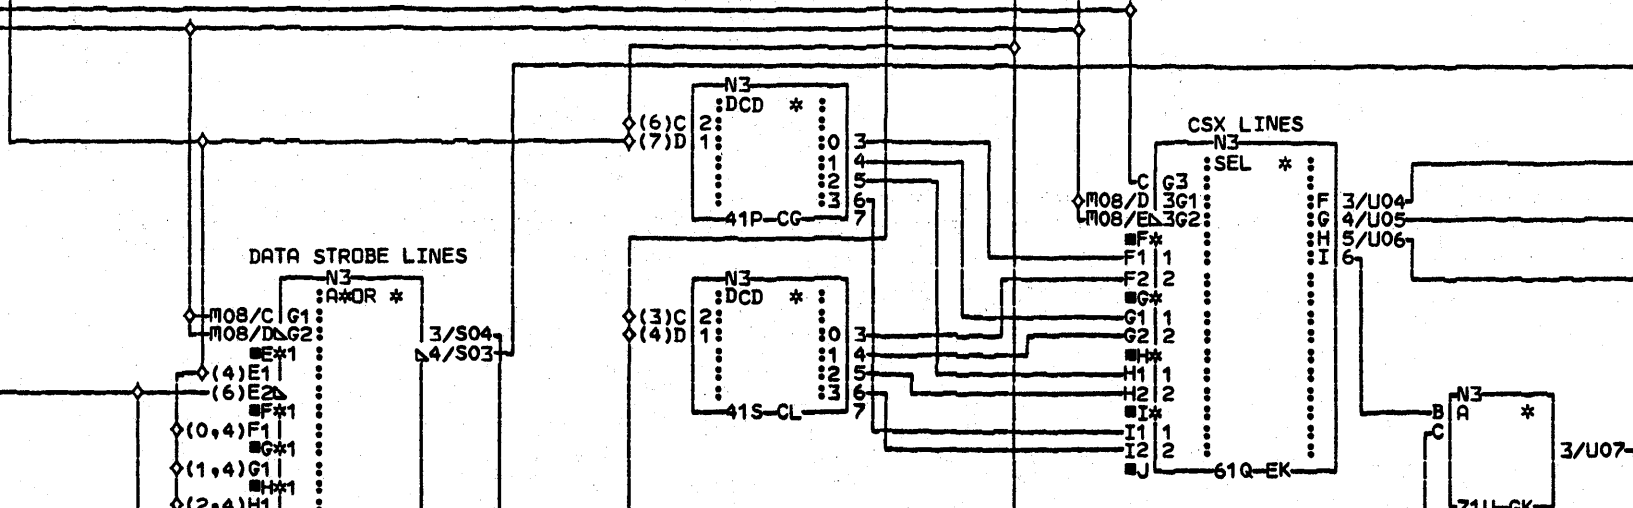 N3
DCD *
(6)C 2
(7)D 1
0 3
1 4
2 5
3 6
7
41P-CG
CSX LINES
N3
SEL *
C G3
M08/D 3G1
M08/E 3G2
■F*
F1 1
F2 2
■G*
G1 1
G2 2
■H*
H1 1
H2 2
■I*
I1 1
I2 2
■J
F 3/U04
G 4/U05
H 5/U06
I 6
61Q-EK
DATA STROBE LINES
N3
A*OR *
M08/C G1
M08/D G2
■E*1
(4)E1
(6)E2
■F*1
(0,4)F1
■G*1
(1,4)G1
■H*1
(2,4)H1
3/S04
4/S03
N3
DCD *
(3)C 2
(4)D 1
0 3
1 4
2 5
3 6
7
41S-CL
N3
B A *
C
3/U07